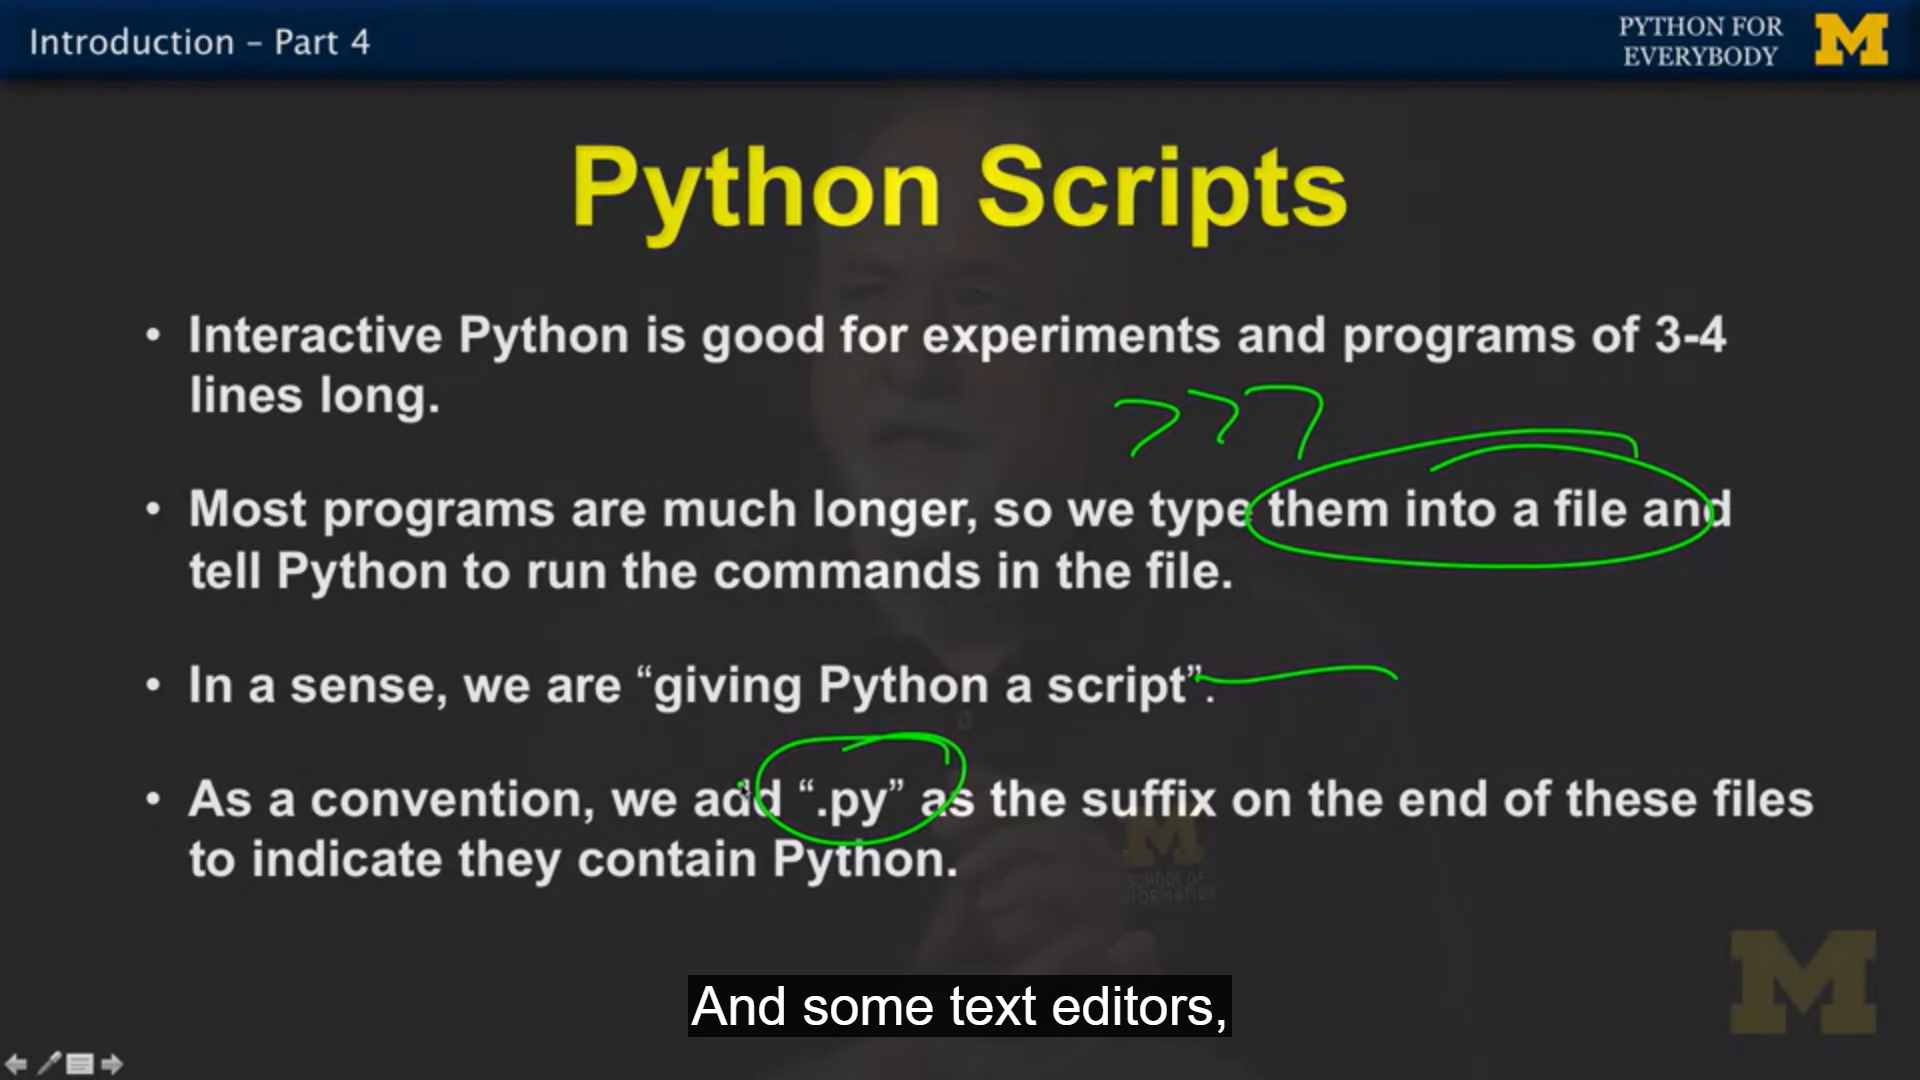 Introduction – Part 4
PYTHON FOR
EVERYBODY
M
Python Scripts
• Interactive Python is good for experiments and programs of 3-4
lines long.
>>>
• Most programs are much longer, so we type them into a file and
tell Python to run the commands in the file.
• In a sense, we are “giving Python a script”.
• As a convention, we add “.py” as the suffix on the end of these files
to indicate they contain Python.
M
SCHOOL OF
INFORMATION
M
And some text editors,